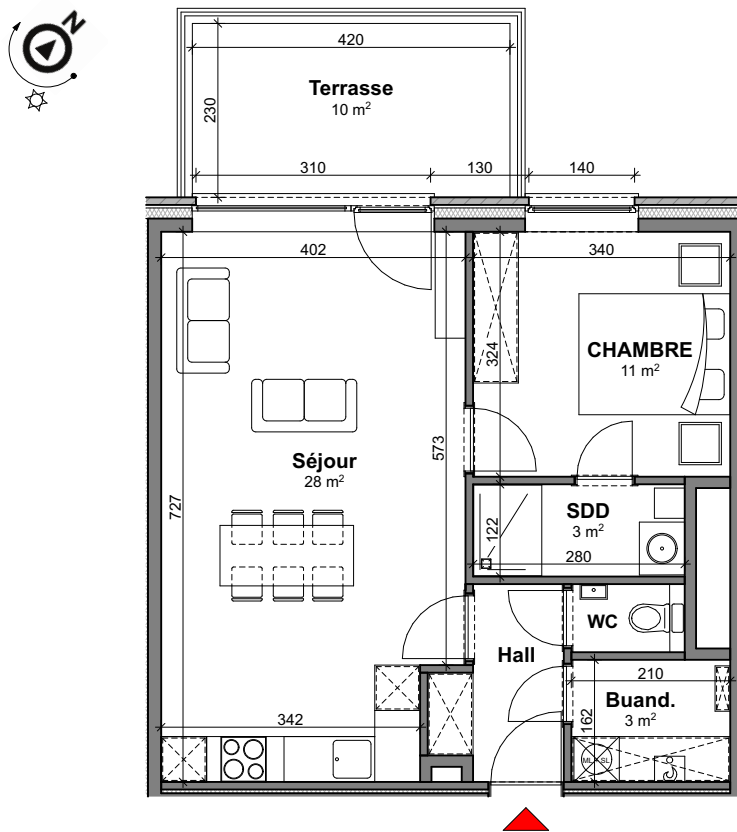 N
420
Terrasse
10 m²
230
310
130
140
402
340
324
CHAMBRE
11 m²
573
Séjour
28 m²
727
SDD
3 m²
122
280
WC
Hall
210
Buand.
3 m²
162
342
ML
SL